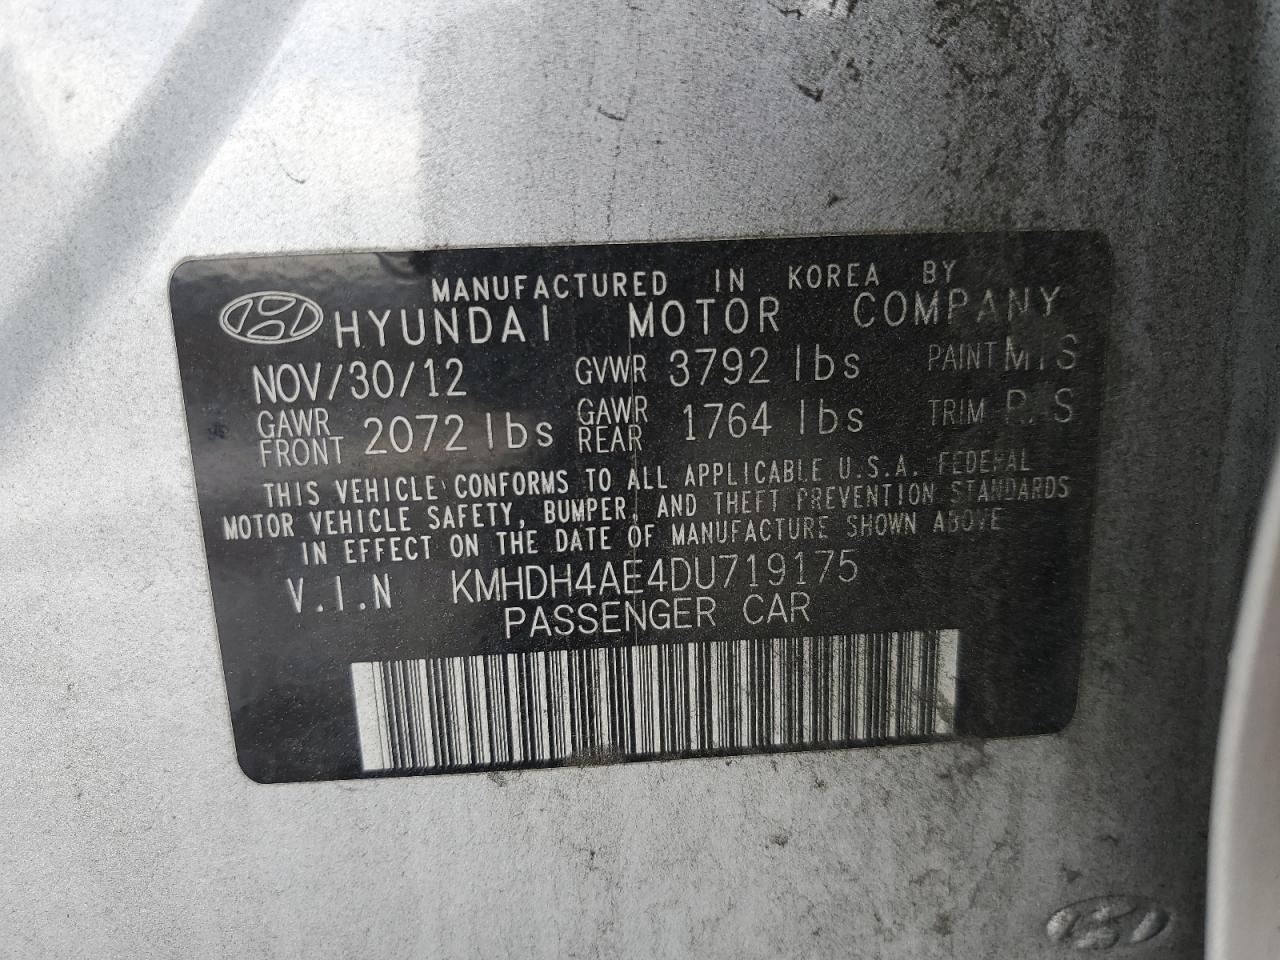 MANUFACTURED IN KOREA BY
HYUNDAI MOTOR COMPANY
NOV/30/12 GVWR 3792 lbs PAINT
GAWR FRONT 2072 lbs GAWR REAR 1764 lbs TRIM
THIS VEHICLE CONFORMS TO ALL APPLICABLE U.S.A. FEDERAL
MOTOR VEHICLE SAFETY, BUMPER, AND THEFT PREVENTION STANDARDS
IN EFFECT ON THE DATE OF MANUFACTURE SHOWN ABOVE
V.I.N KMHDH4AE4DU719175
PASSENGER CAR